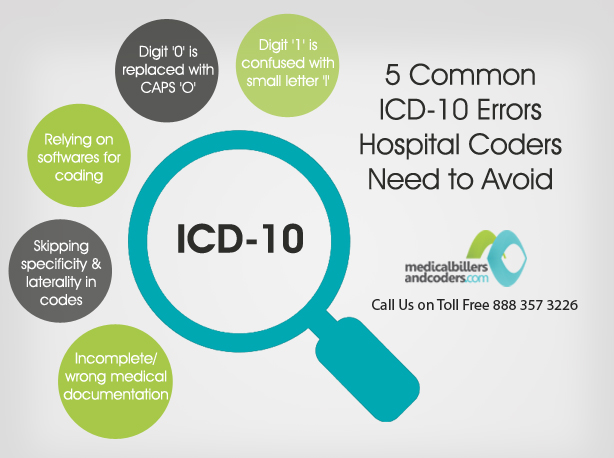 Digit '0' is
replaced with
CAPS 'O'
Digit '1' is
confused with
small letter 'l'
Relying on
softwares for
coding
Skipping
specificity &
laterality in
codes
Incomplete/
wrong medical
documentation
ICD-10
5 Common
ICD-10 Errors
Hospital Coders
Need to Avoid
medicalbillers
andcoders.com
Call Us on Toll Free 888 357 3226